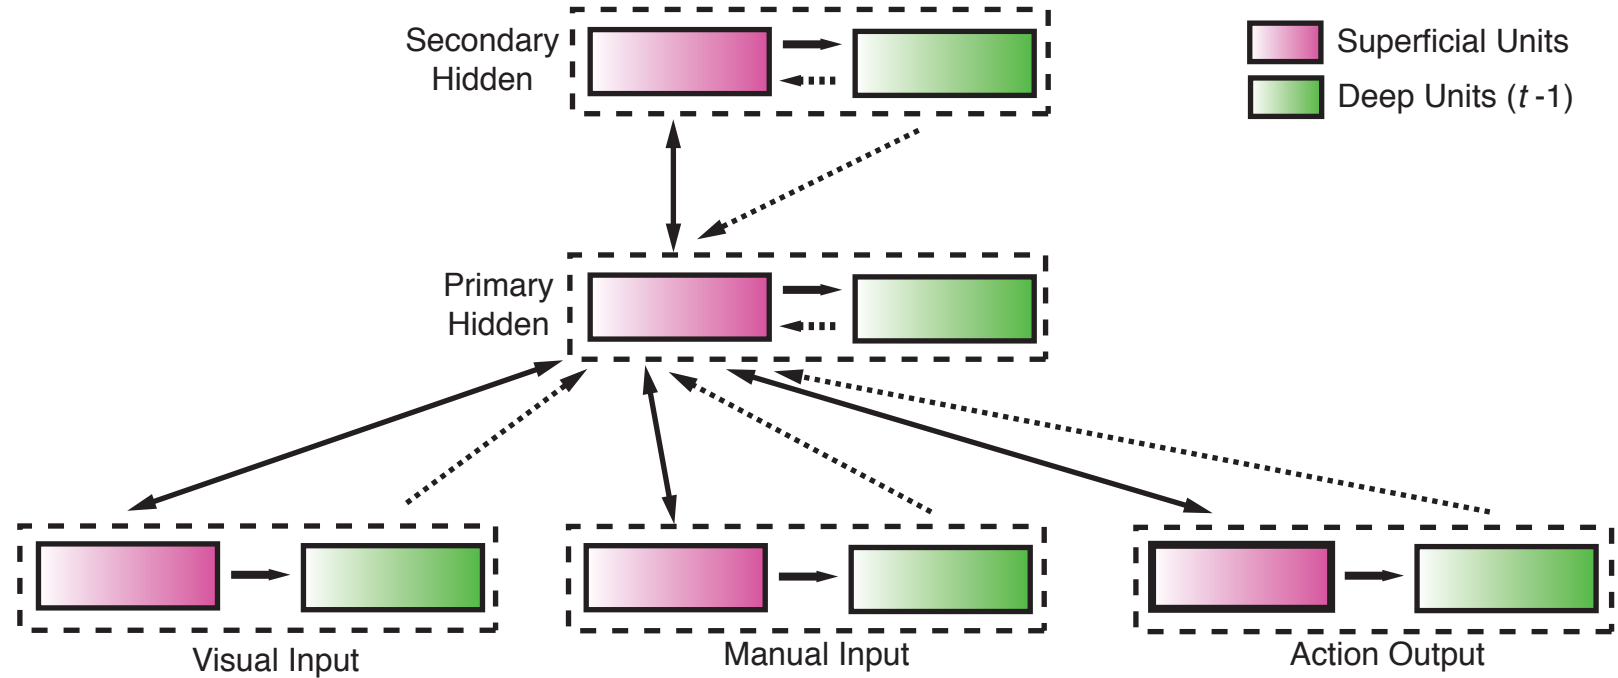 Secondary
Hidden
Superficial Units
Deep Units (t -1)
Primary
Hidden
Visual Input
Manual Input
Action Output